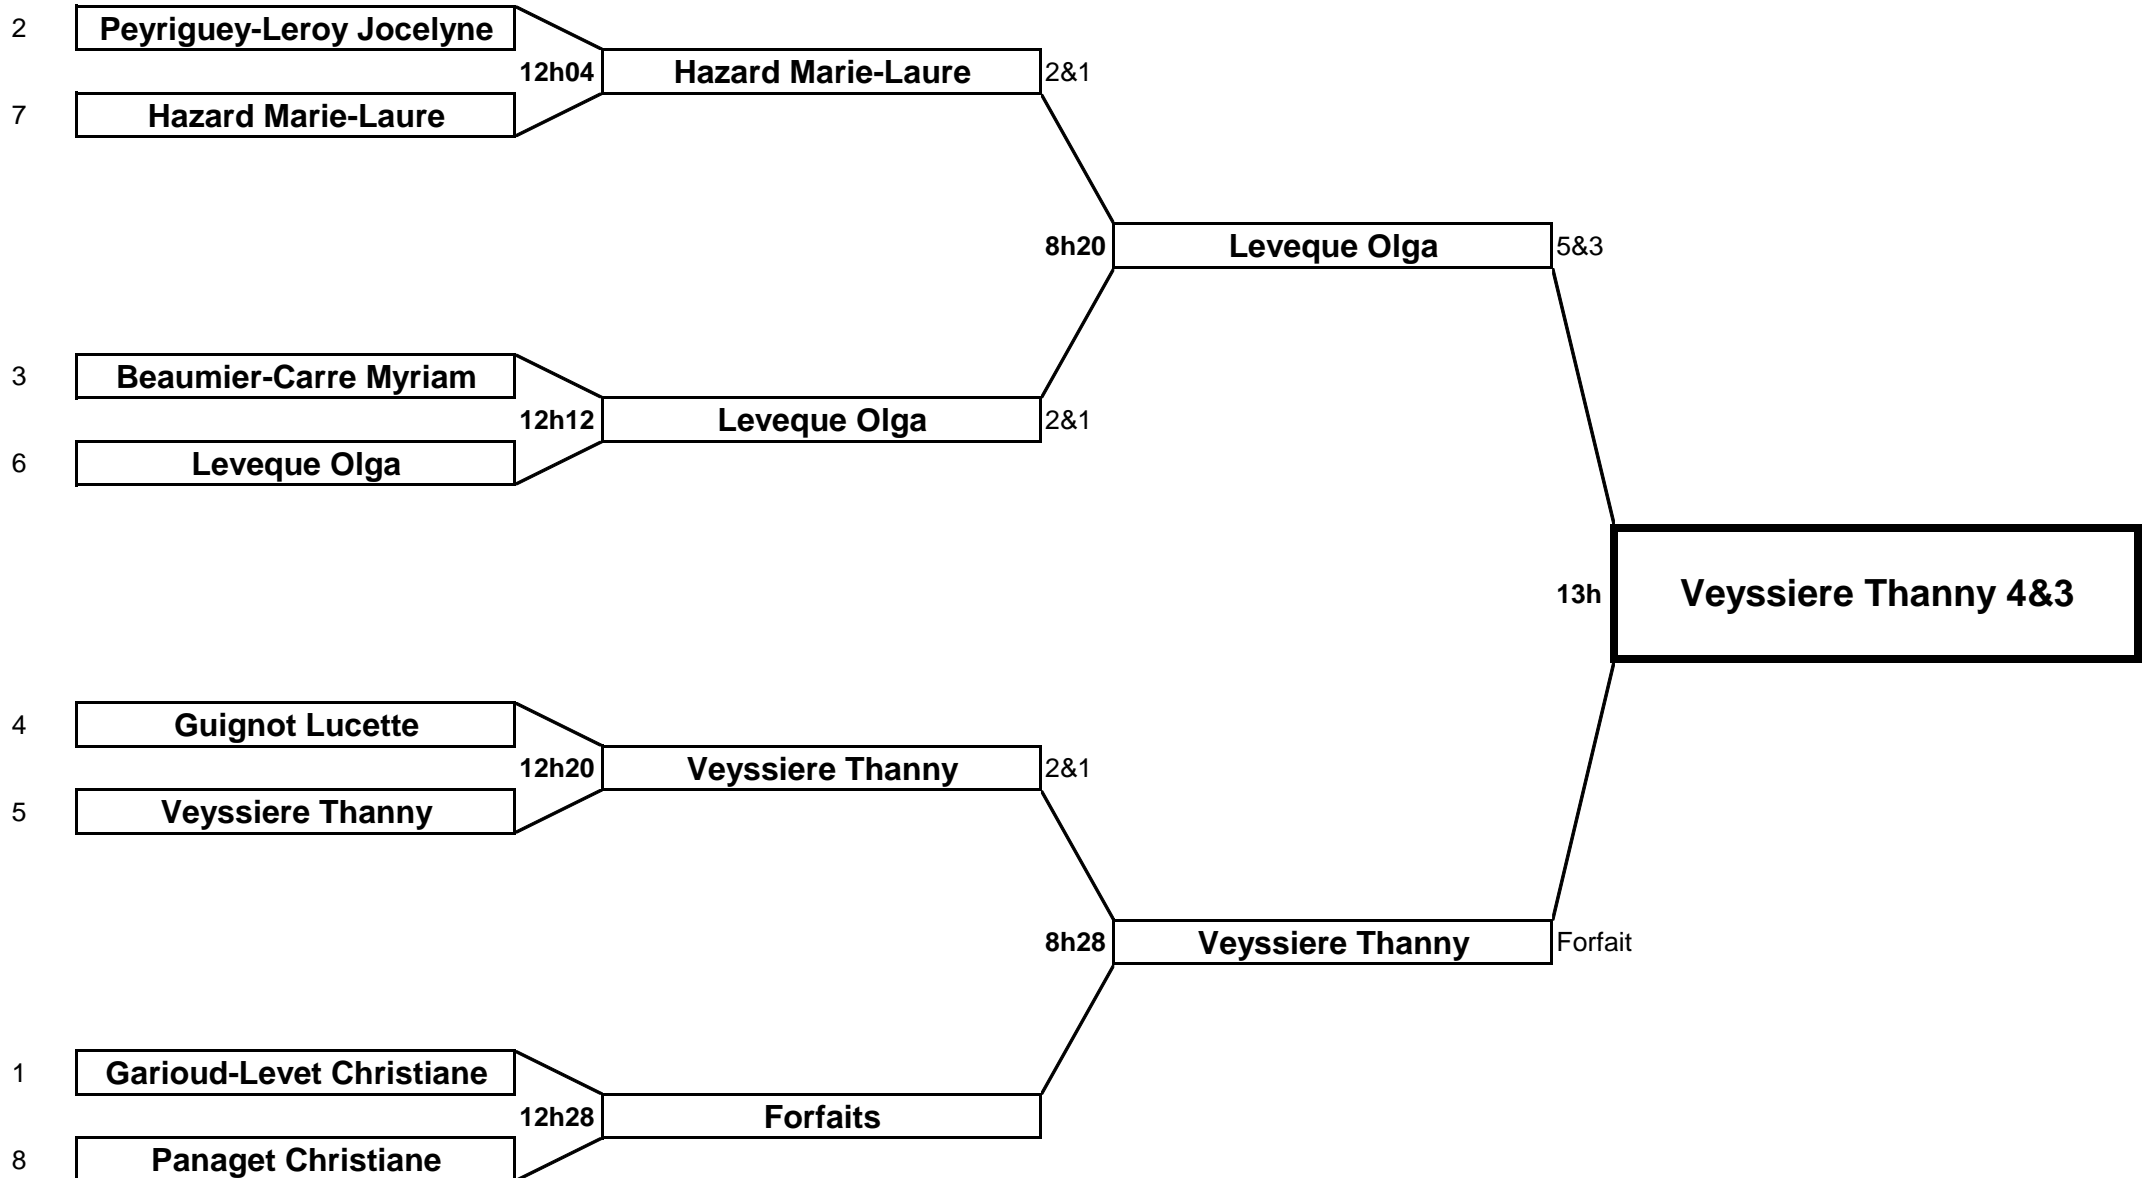 2 Peyriguey-Leroy Jocelyne
12h04 Hazard Marie-Laure 2&1
7 Hazard Marie-Laure
8h20 Leveque Olga 5&3
3 Beaumier-Carre Myriam
12h12 Leveque Olga 2&1
6 Leveque Olga
13h Veyssiere Thanny 4&3
4 Guignot Lucette
12h20 Veyssiere Thanny 2&1
5 Veyssiere Thanny
8h28 Veyssiere Thanny Forfait
1 Garioud-Levet Christiane
12h28 Forfaits
8 Panaget Christiane